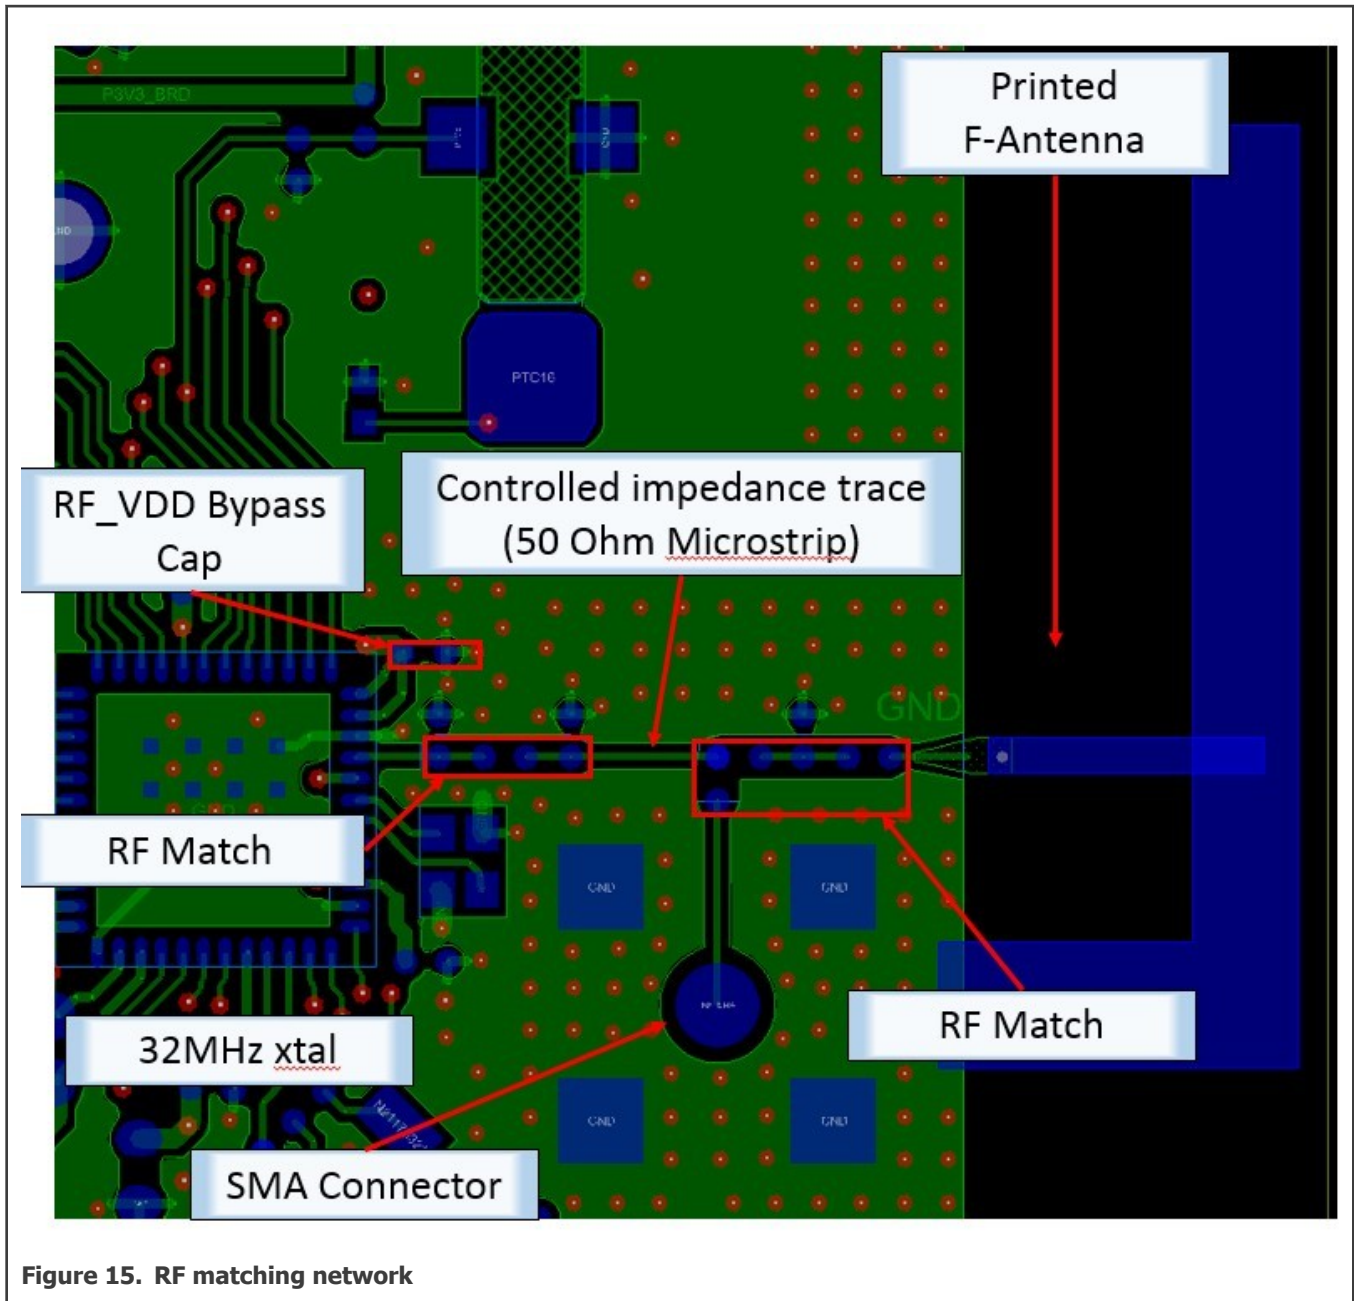 P3V3_BRD
Printed
F-Antenna
GND
PTC16
RF_VDD Bypass
Cap
Controlled impedance trace
(50 Ohm Microstrip)
GND
RF Match
GND
GND
GND
RF Match
32MHz xtal
GND
GND
SMA Connector
Figure 15. RF matching network